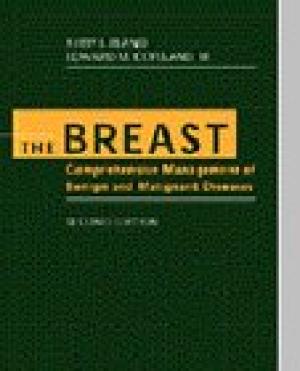 KIRBY I. BLAND
EDWARD M. COPELAND III
THE BREAST
Comprehensive Management of
Benign and Malignant Diseases
SECOND EDITION